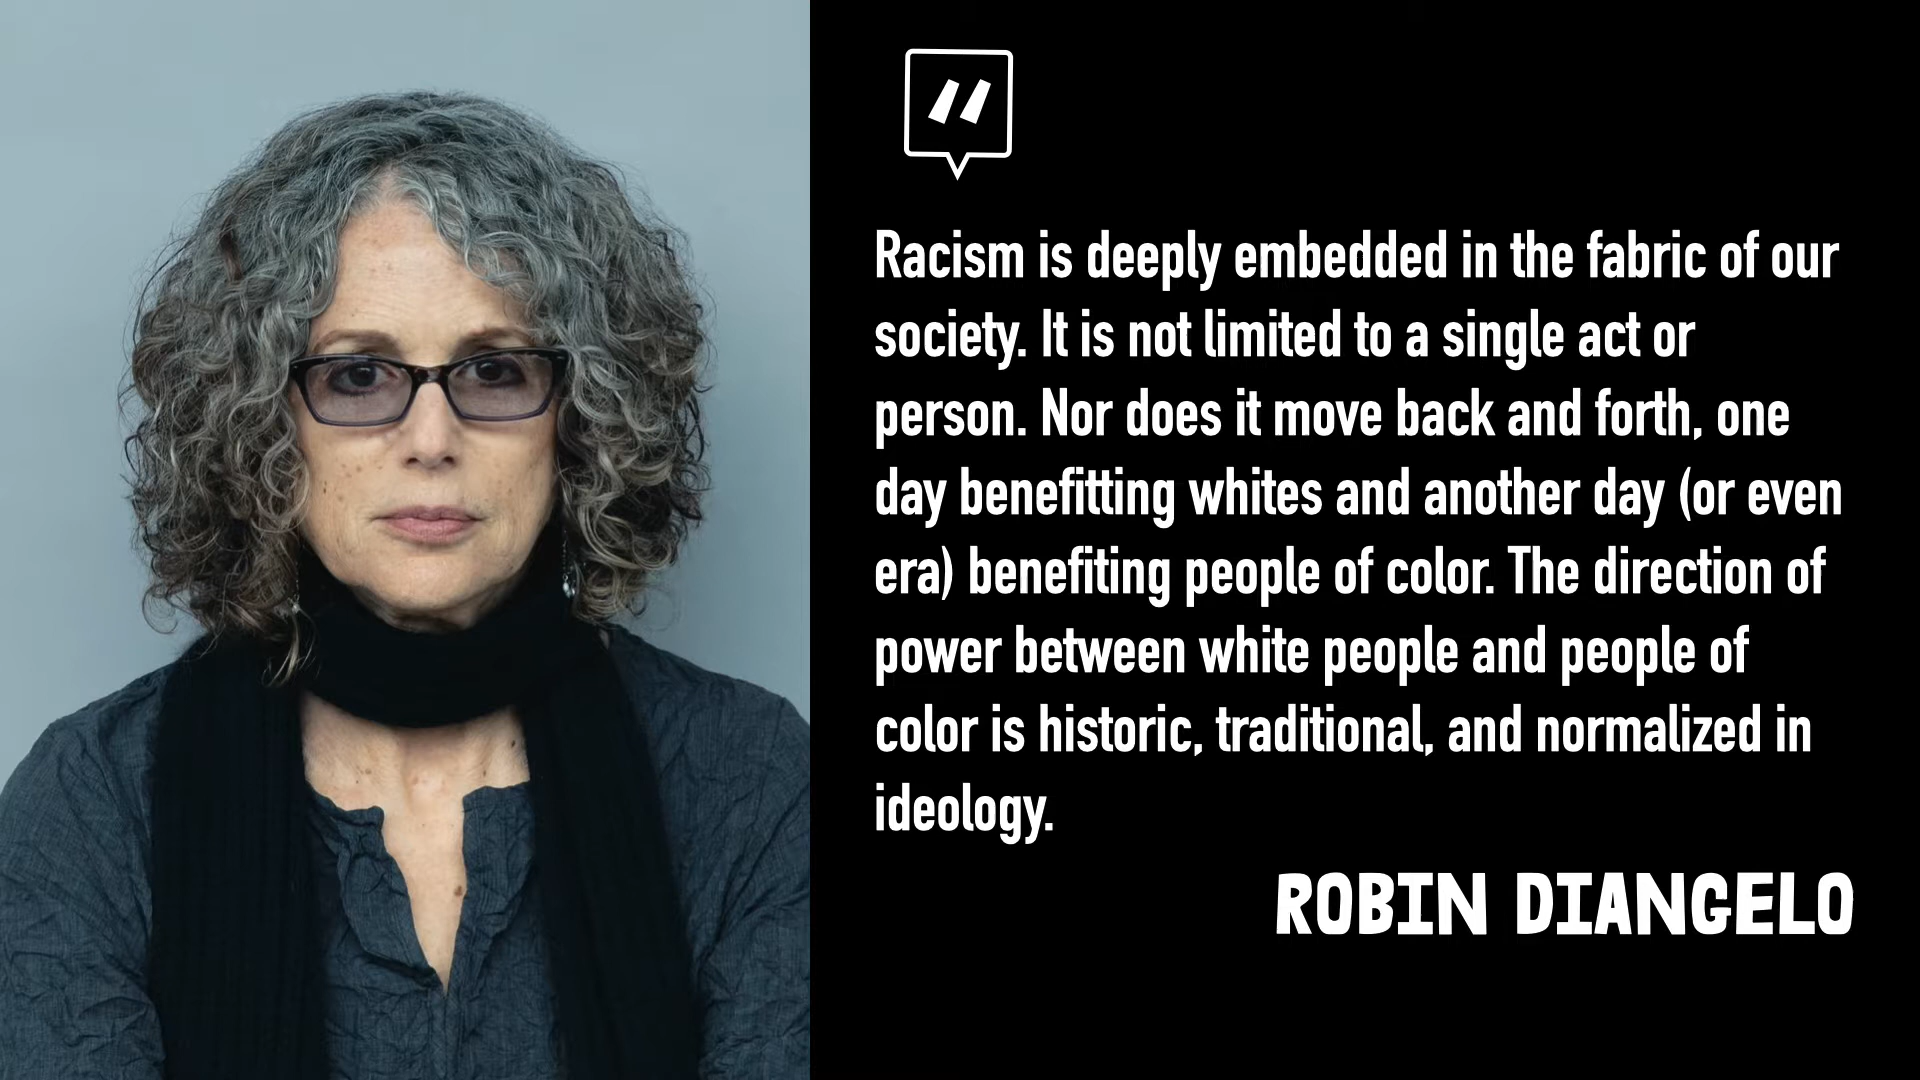 “
Racism is deeply embedded in the fabric of our
society. It is not limited to a single act or
person. Nor does it move back and forth, one
day benefitting whites and another day (or even
era) benefiting people of color. The direction of
power between white people and people of
color is historic, traditional, and normalized in
ideology.
ROBIN DIANGELO